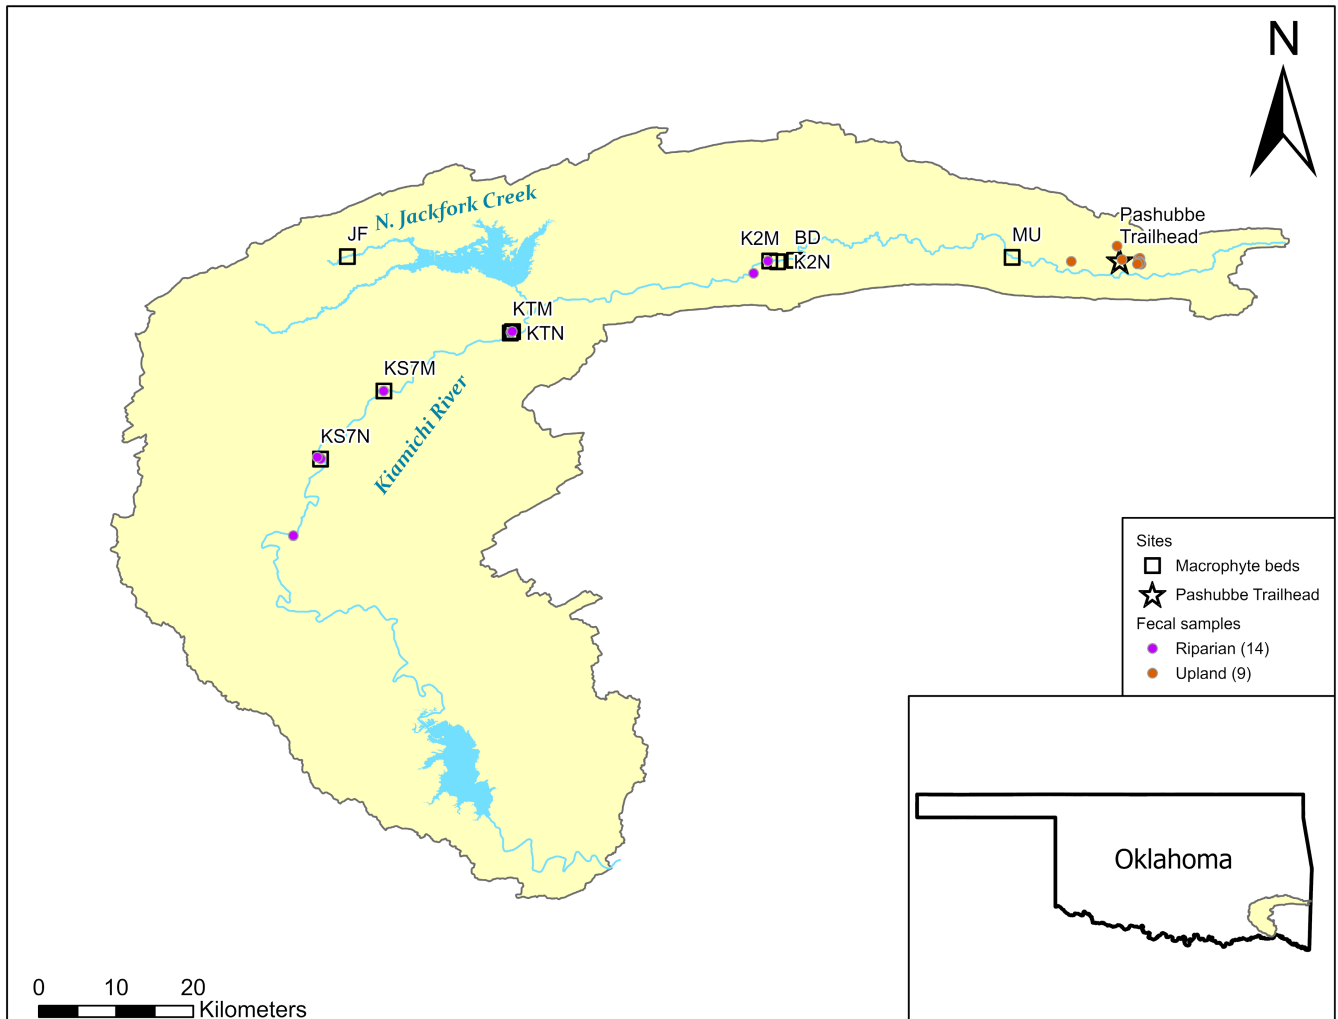 N
Pashubbe
Trailhead
N. Jackfork Creek
JF
K2M
BD
MU
K2N
KTM
KTN
KS7M
Kiamichi River
KS7N
Sites
Macrophyte beds
Pashubbe Trailhead
Fecal samples
Riparian (14)
Upland (9)
Oklahoma
0 10 20
Kilometers